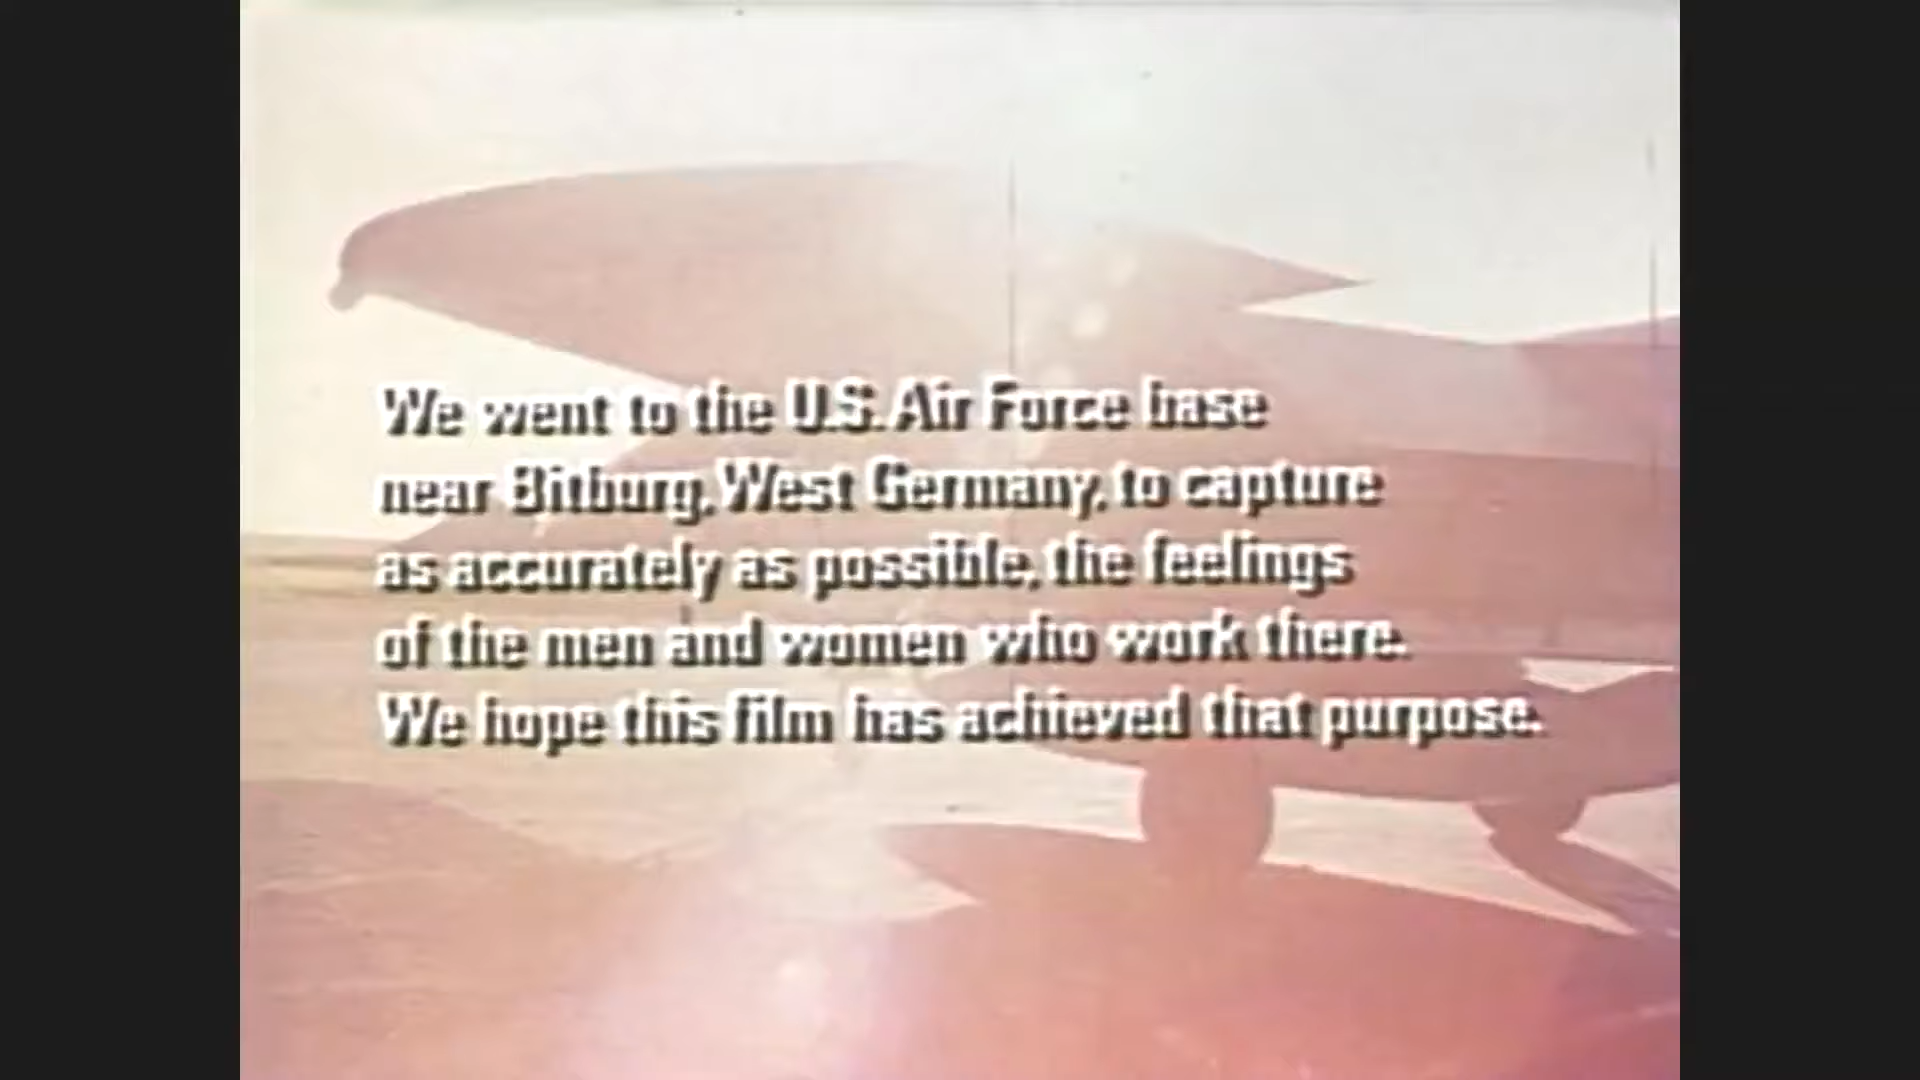 We went to the U.S. Air Force base
near Bitburg, West Germany, to capture
as accurately as possible, the feelings
of the men and women who work there.
We hope this film has achieved that purpose.